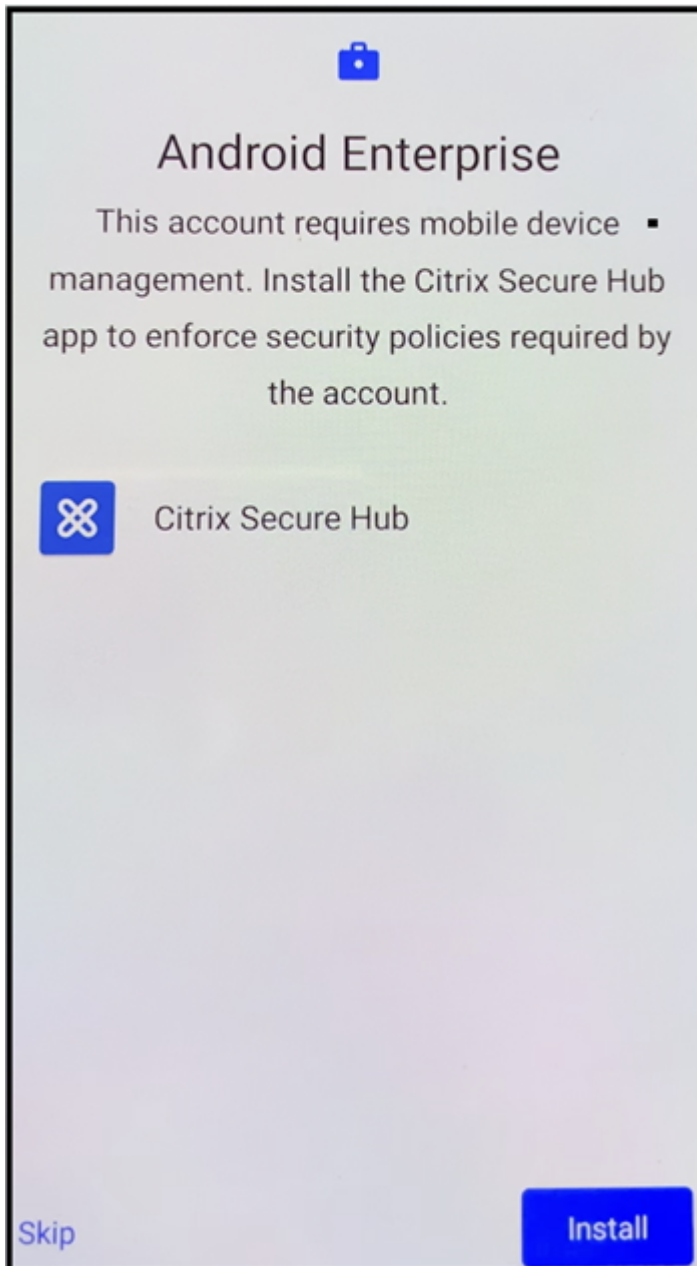 Android Enterprise
This account requires mobile device
management. Install the Citrix Secure Hub
app to enforce security policies required by
the account.
Citrix Secure Hub
Skip
Install